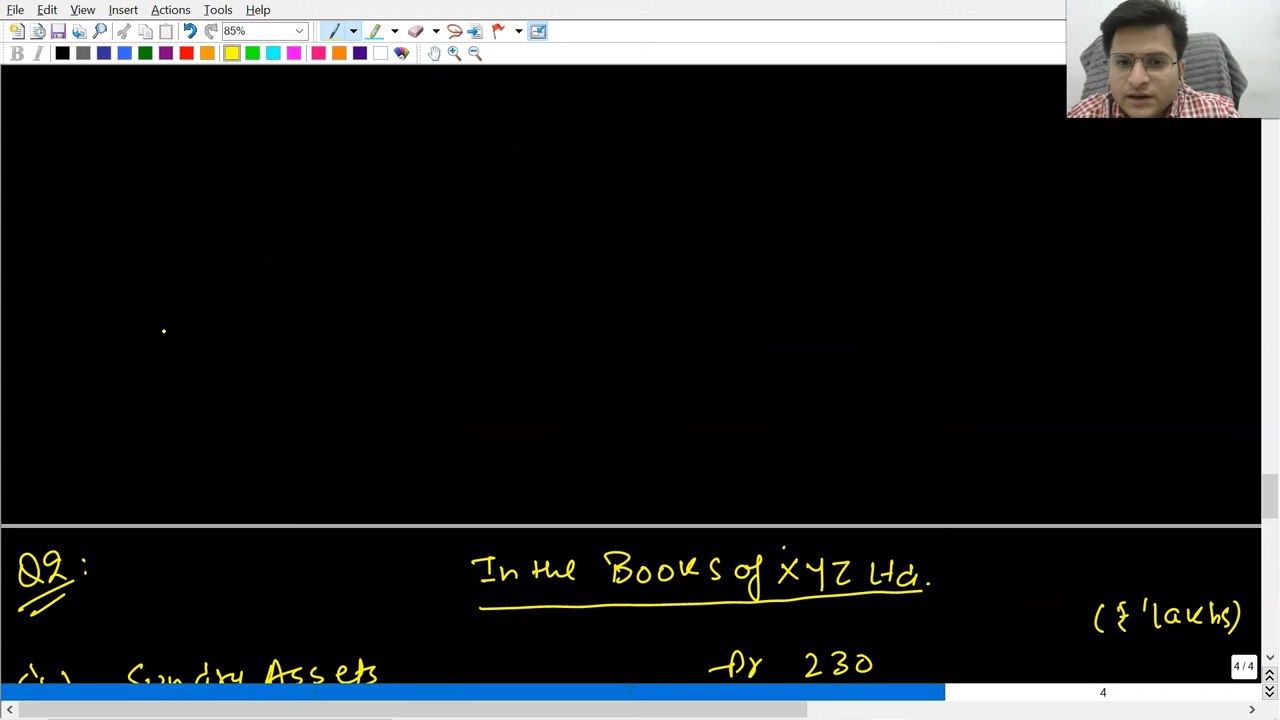 File Edit View Insert Actions Tools Help
85%
B I
Q2: In the Books of XYZ Ltd.
(₹ 'lakhs)
(iv) Sundry Assets Dr 230
4 / 4
4